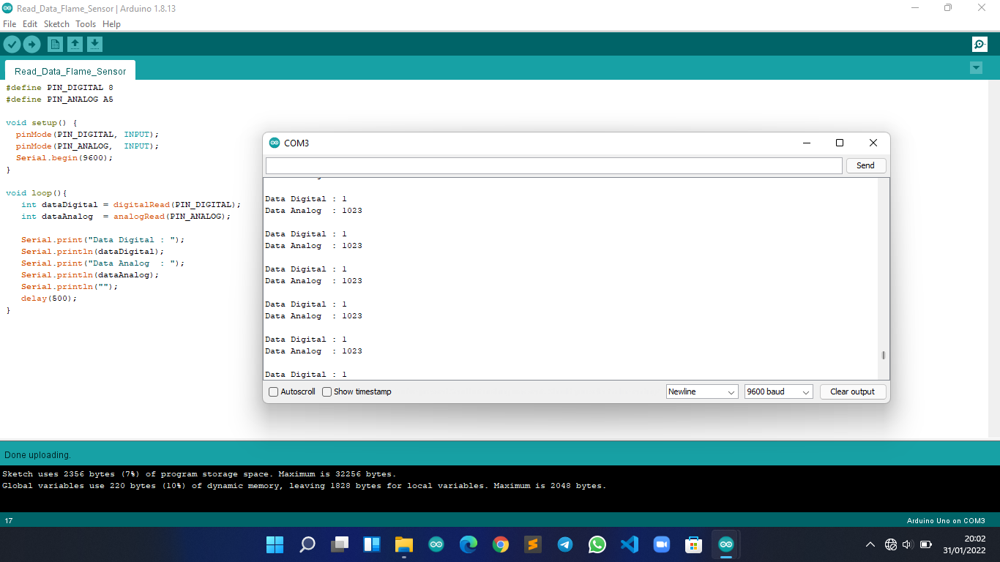 Read_Data_Flame_Sensor | Arduino 1.8.13
File Edit Sketch Tools Help
Read_Data_Flame_Sensor
#define PIN_DIGITAL 8
#define PIN_ANALOG A5
void setup() {
pinMode(PIN_DIGITAL, INPUT);
pinMode(PIN_ANALOG,  INPUT);
Serial.begin(9600);
}
void loop(){
int dataDigital = digitalRead(PIN_DIGITAL);
int dataAnalog  = analogRead(PIN_ANALOG);
Serial.print("Data Digital : ");
Serial.println(dataDigital);
Serial.print("Data Analog  : ");
Serial.println(dataAnalog);
Serial.println("");
delay(500);
}
COM3
Send
Data Digital : 1
Data Analog  : 1023
Data Digital : 1
Data Analog  : 1023
Data Digital : 1
Data Analog  : 1023
Data Digital : 1
Data Analog  : 1023
Data Digital : 1
Data Analog  : 1023
Data Digital : 1
Autoscroll Show timestamp Newline 9600 baud Clear output
Done uploading.
Sketch uses 2356 bytes (7%) of program storage space. Maximum is 32256 bytes.
Global variables use 220 bytes (10%) of dynamic memory, leaving 1828 bytes for local variables. Maximum is 2048 bytes.
17 Arduino Uno on COM3
20:02
31/01/2022